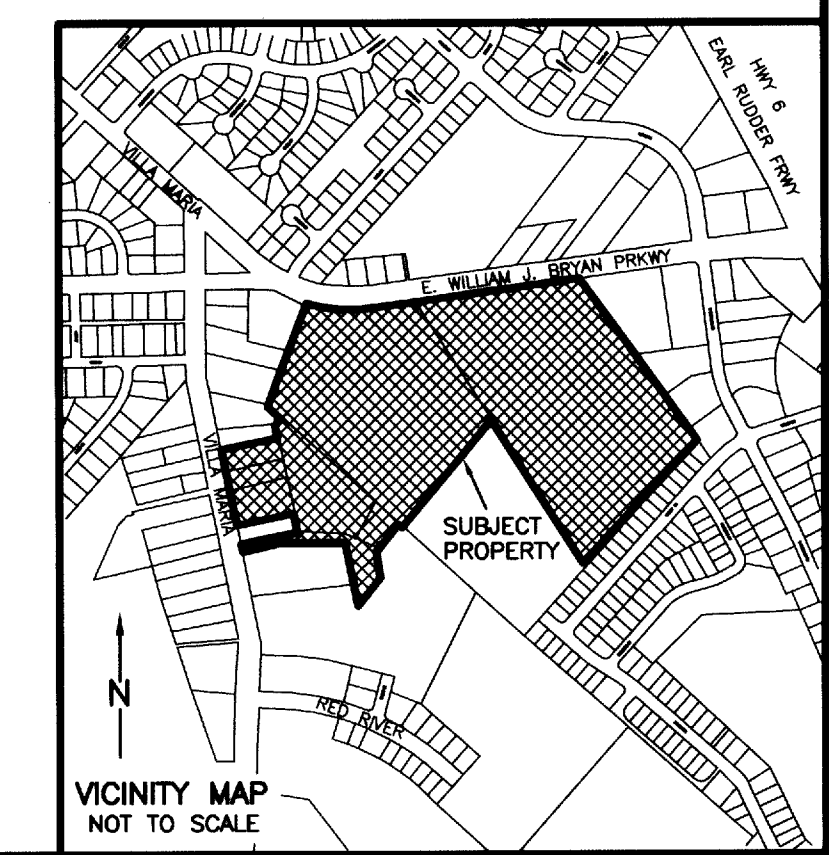 HWY 6
EARL RUDDER FRWY
VILLA MARIA
E. WILLIAM J. BRYAN PRKWY
VILLA MARIA
SUBJECT
PROPERTY
N
RED RIVER
VICINITY MAP
NOT TO SCALE